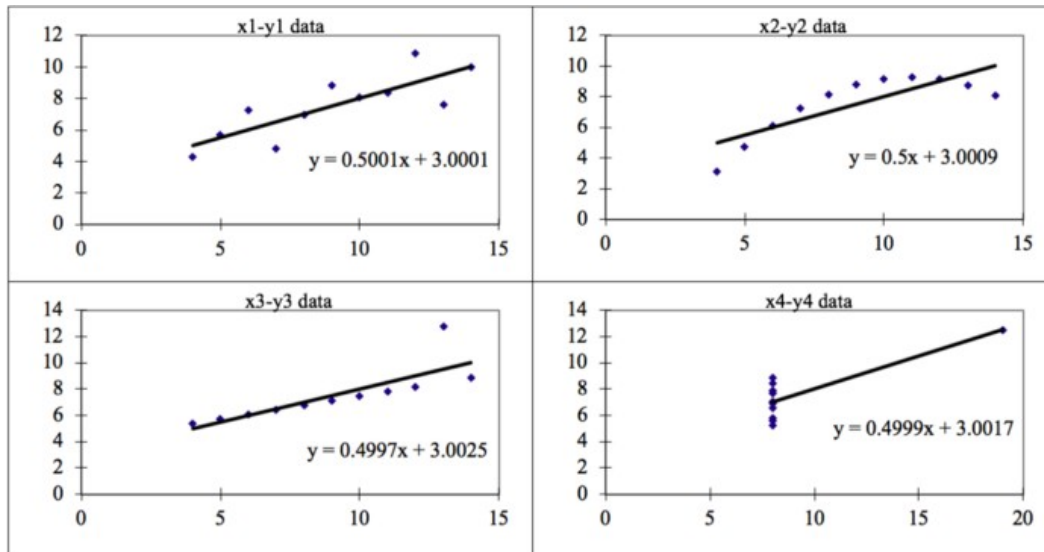 x1-y1 data
12
10
8
6
4
2
0
y = 0.5001x + 3.0001
0 5 10 15
x2-y2 data
12
10
8
6
4
2
0
y = 0.5x + 3.0009
0 5 10 15
x3-y3 data
14
12
10
8
6
4
2
0
y = 0.4997x + 3.0025
0 5 10 15
x4-y4 data
14
12
10
8
6
4
2
0
y = 0.4999x + 3.0017
0 5 10 15 20